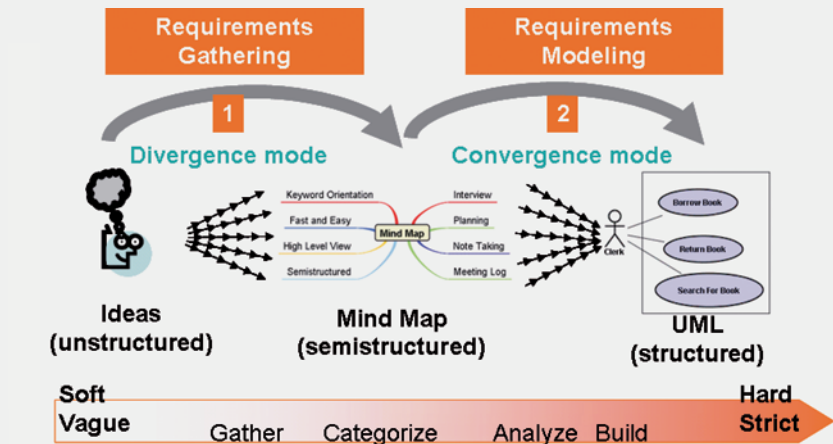 Requirements
Gathering
Requirements
Modeling
1
2
Divergence mode
Convergence mode
Keyword Orientation
Fast and Easy
High Level View
Semistructured
Mind Map
Interview
Planning
Note Taking
Meeting Log
Clerk
Borrow Book
Return Book
Search For Book
Ideas
(unstructured)
Mind Map
(semistructured)
UML
(structured)
Soft
Vague
Gather
Categorize
Analyze
Build
Hard
Strict